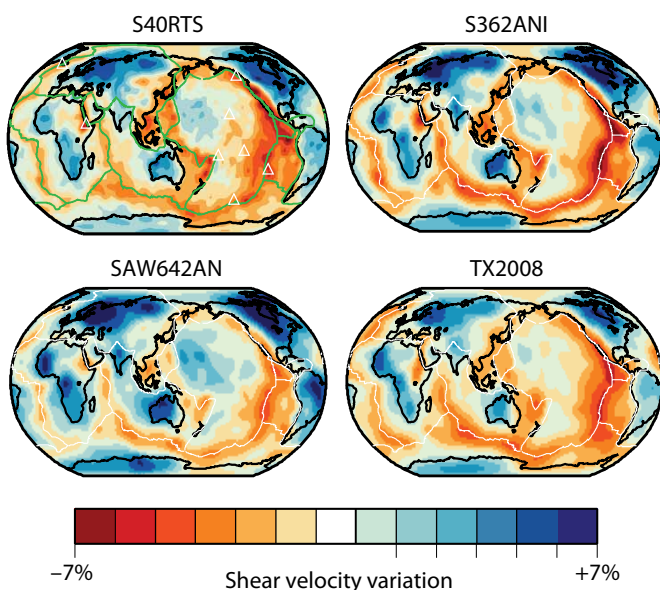 S40RTS
S362ANI
SAW642AN
TX2008
−7%
Shear velocity variation
+7%